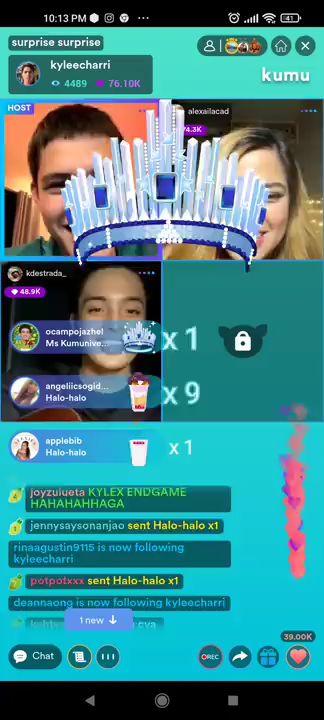 10:13 PM
41
surprise surprise
kyleecharri
4489 76.10K
kumu
HOST
alexailacad
74.3K
kdestrada_
48.9K
ocampojazhel
Ms Kumunive...
x 1
angeliicsogid...
Halo-halo
x 9
applebib
Halo-halo
x 1
joyzulueta KYLEX ENDGAME
HAHAHAHHAGA
jennysaysonanjao sent Halo-halo x1
rinaagustin9115 is now following
kyleecharri
potpotxxx sent Halo-halo x1
deannaong is now following kyleecharri
1 new
Chat
REC
39.00K